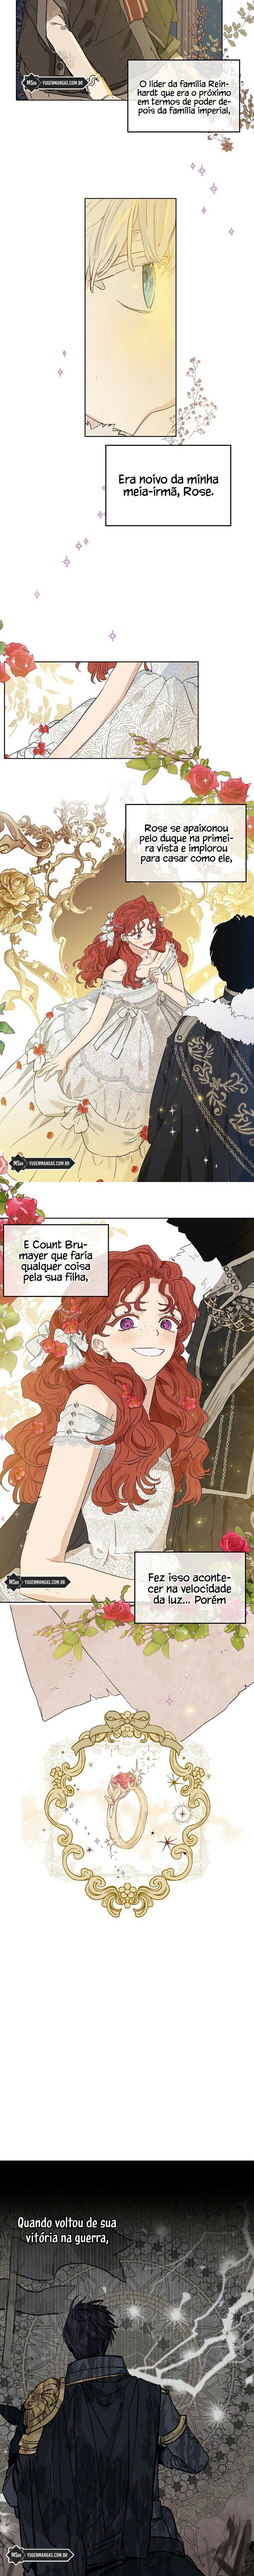 MSan YUGENMANGAS.COM.BR
O líder da família Rein-
hardt que era o próximo
em termos de poder de-
pois da família imperial,
Era noivo da minha
meia-irmã, Rose.
Rose se apaixonou
pelo duque na primei-
ra vista e implorou
para casar como ele,
MSan YUGENMANGAS.COM.BR
E Count Bru-
mayer que faria
qualquer coisa
pela sua filha,
MSan YUGENMANGAS.COM.BR
Fez isso aconte-
cer na velocidade
da luz... Porém
Quando voltou de sua
vitória na guerra,
MSan YUGENMANGAS.COM.BR